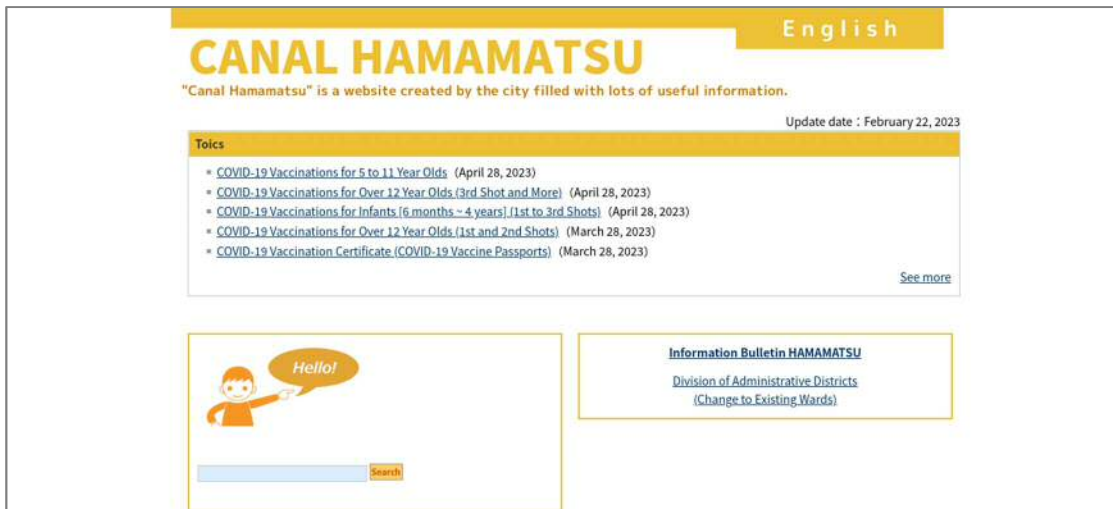 English
CANAL HAMAMATSU
"Canal Hamamatsu" is a website created by the city filled with lots of useful information.
Update date：February 22, 2023
Toics
COVID-19 Vaccinations for 5 to 11 Year Olds (April 28, 2023)
COVID-19 Vaccinations for Over 12 Year Olds (3rd Shot and More) (April 28, 2023)
COVID-19 Vaccinations for Infants [6 months ~ 4 years] (1st to 3rd Shots) (April 28, 2023)
COVID-19 Vaccinations for Over 12 Year Olds (1st and 2nd Shots) (March 28, 2023)
COVID-19 Vaccination Certificate (COVID-19 Vaccine Passports) (March 28, 2023)
See more
Hello!
Search
Information Bulletin HAMAMATSU
Division of Administrative Districts
(Change to Existing Wards)